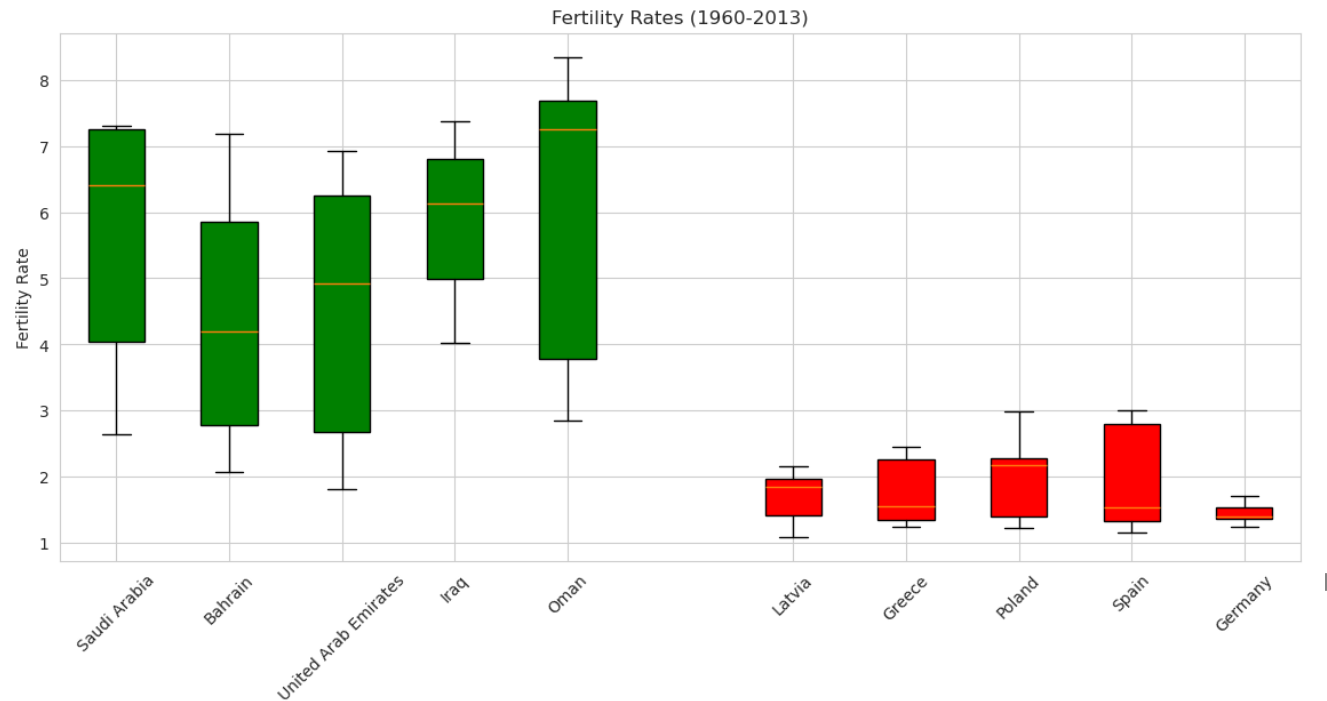 Fertility Rates (1960-2013)
Fertility Rate
8
7
6
5
4
3
2
1
Saudi Arabia
Bahrain
United Arab Emirates
Iraq
Oman
Latvia
Greece
Poland
Spain
Germany